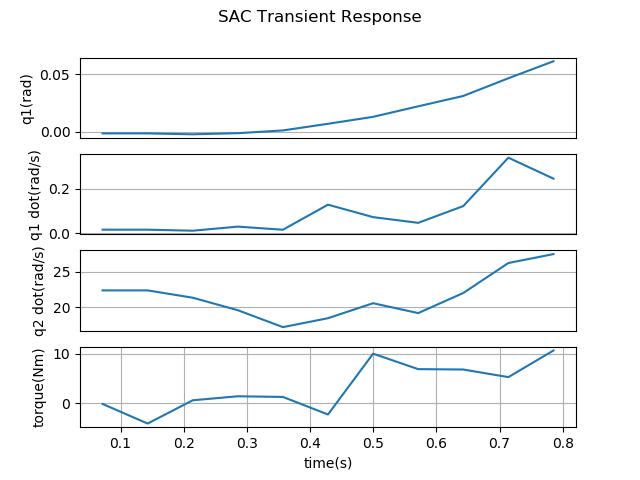 SAC Transient Response
q1(rad)
0.05
0.00
q1 dot(rad/s)
0.2
0.0
q2 dot(rad/s)
25
20
torque(Nm)
10
0
0.1 0.2 0.3 0.4 0.5 0.6 0.7 0.8
time(s)